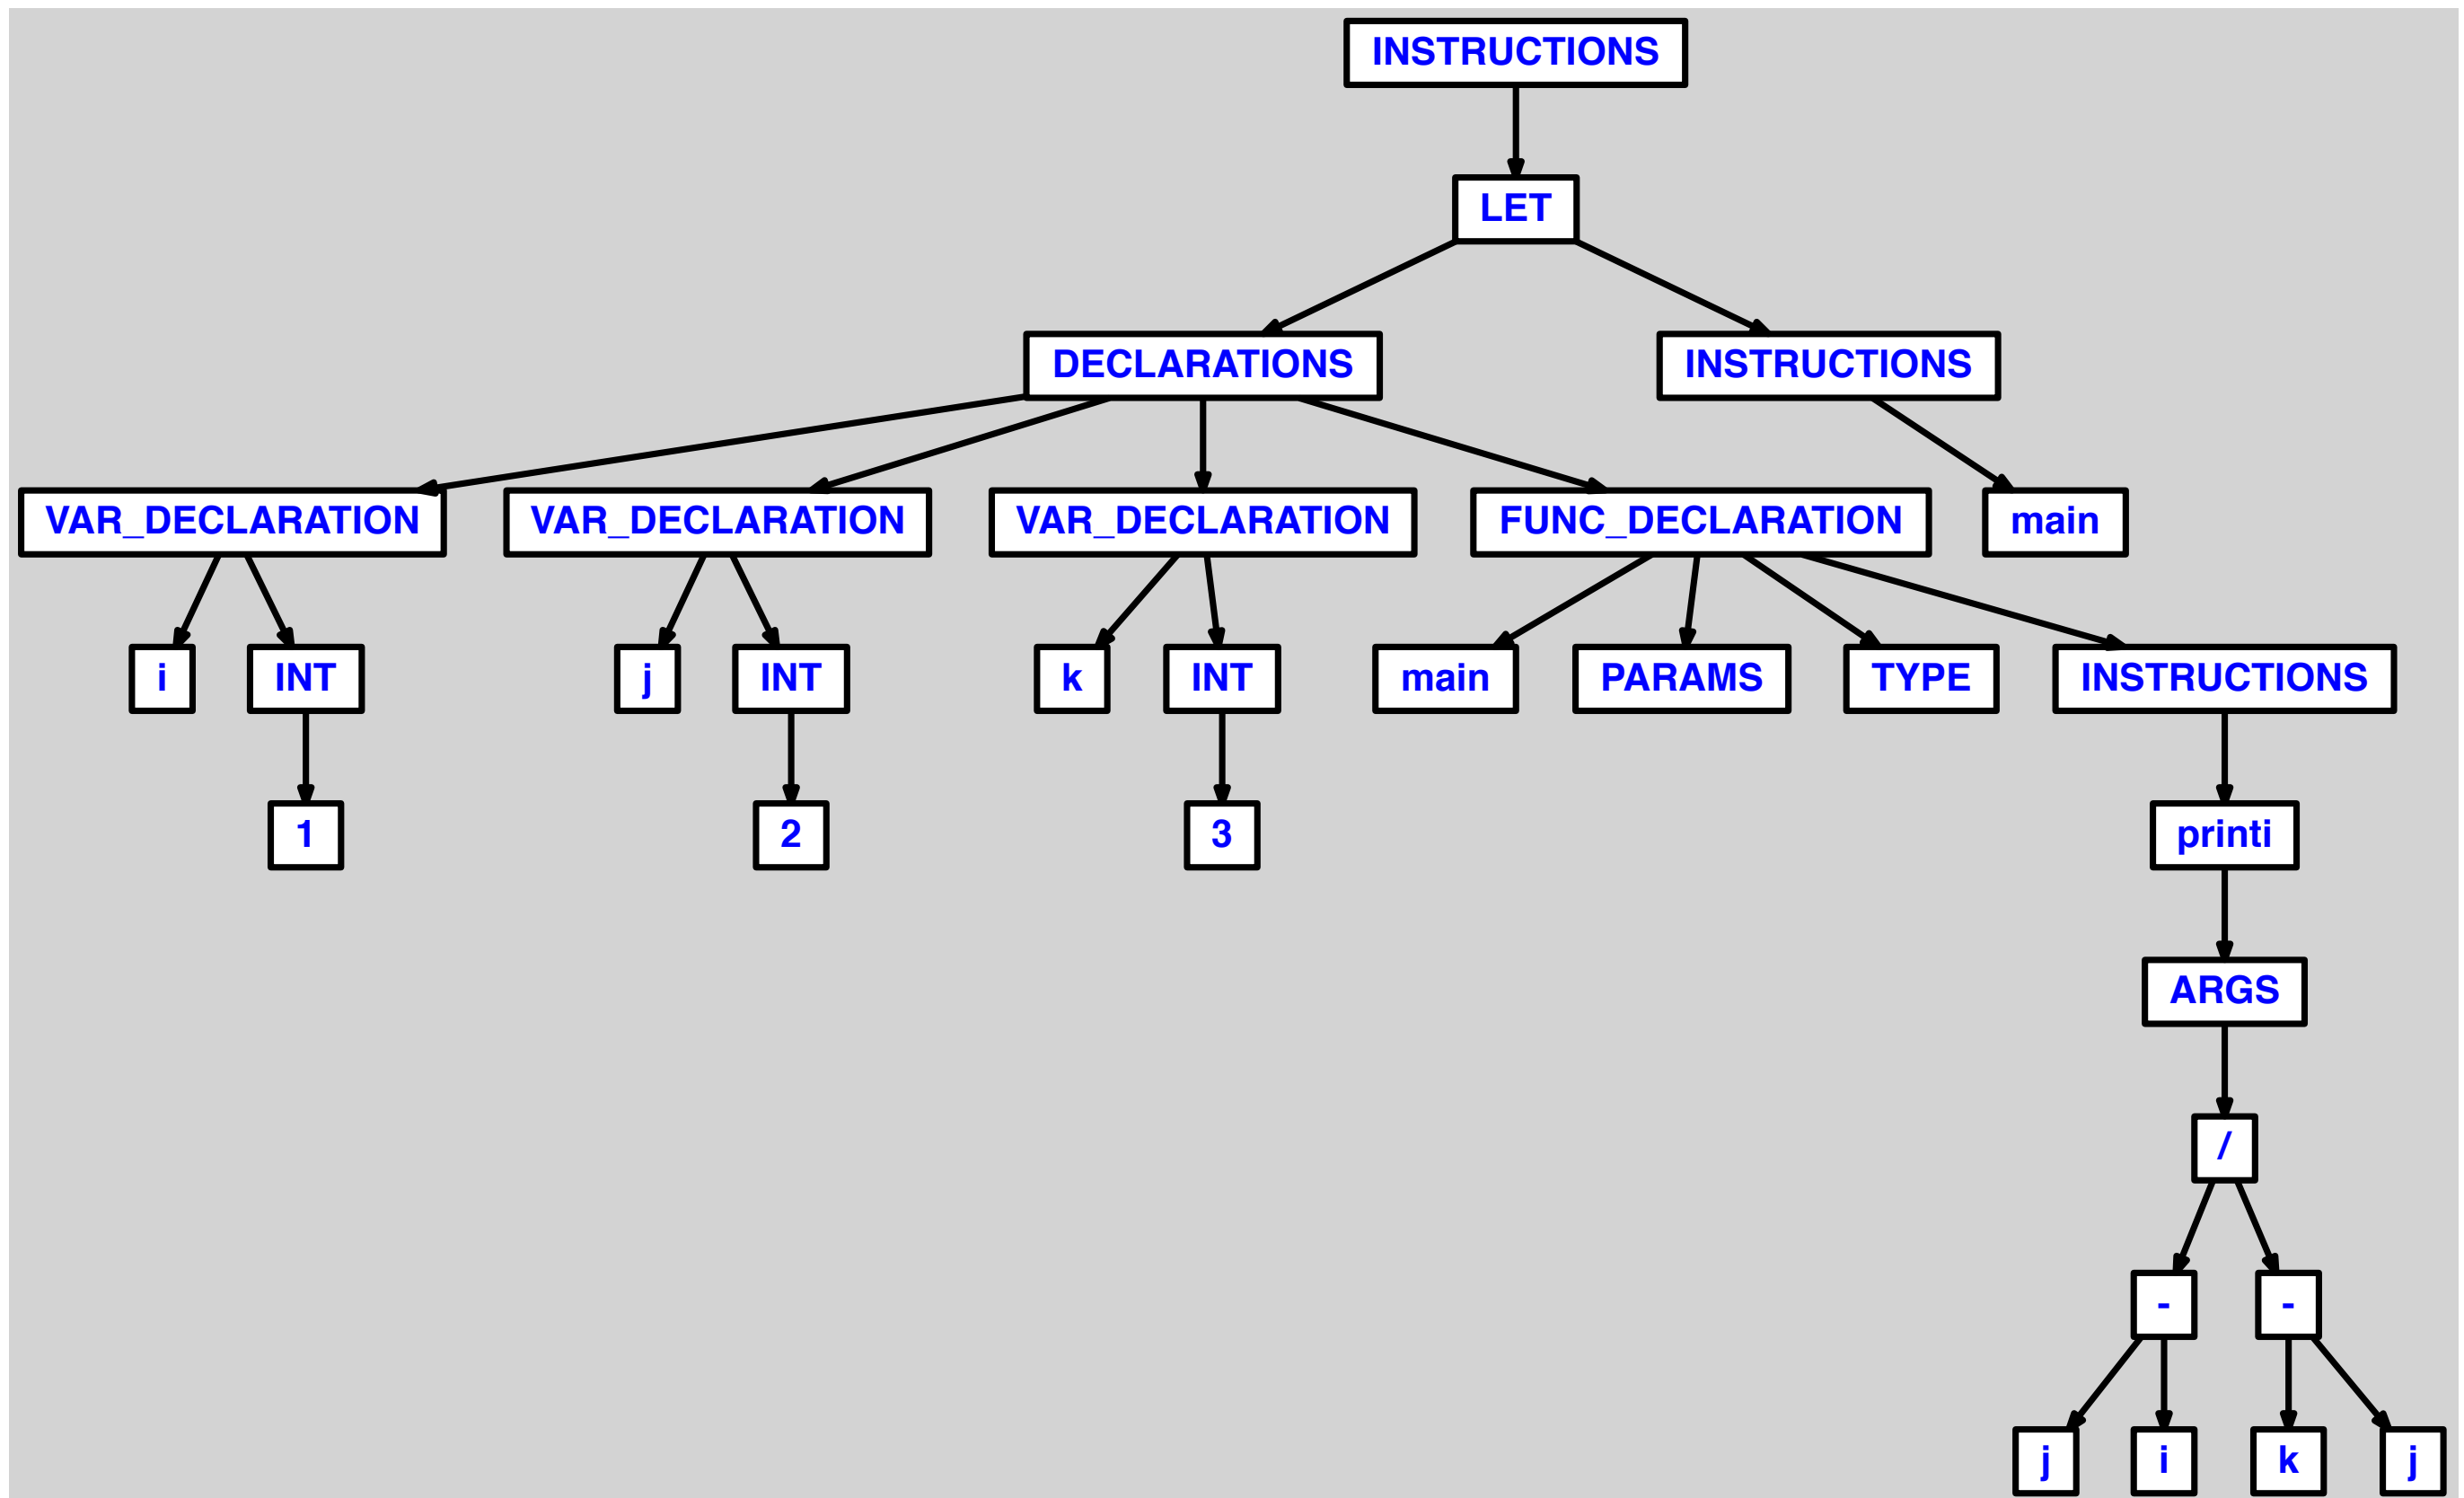 INSTRUCTIONS
LET
DECLARATIONS INSTRUCTIONS
VAR_DECLARATION VAR_DECLARATION VAR_DECLARATION FUNC_DECLARATION main
i INT j INT k INT main PARAMS TYPE INSTRUCTIONS
1 2 3 printi
ARGS
/
- -
j i k j